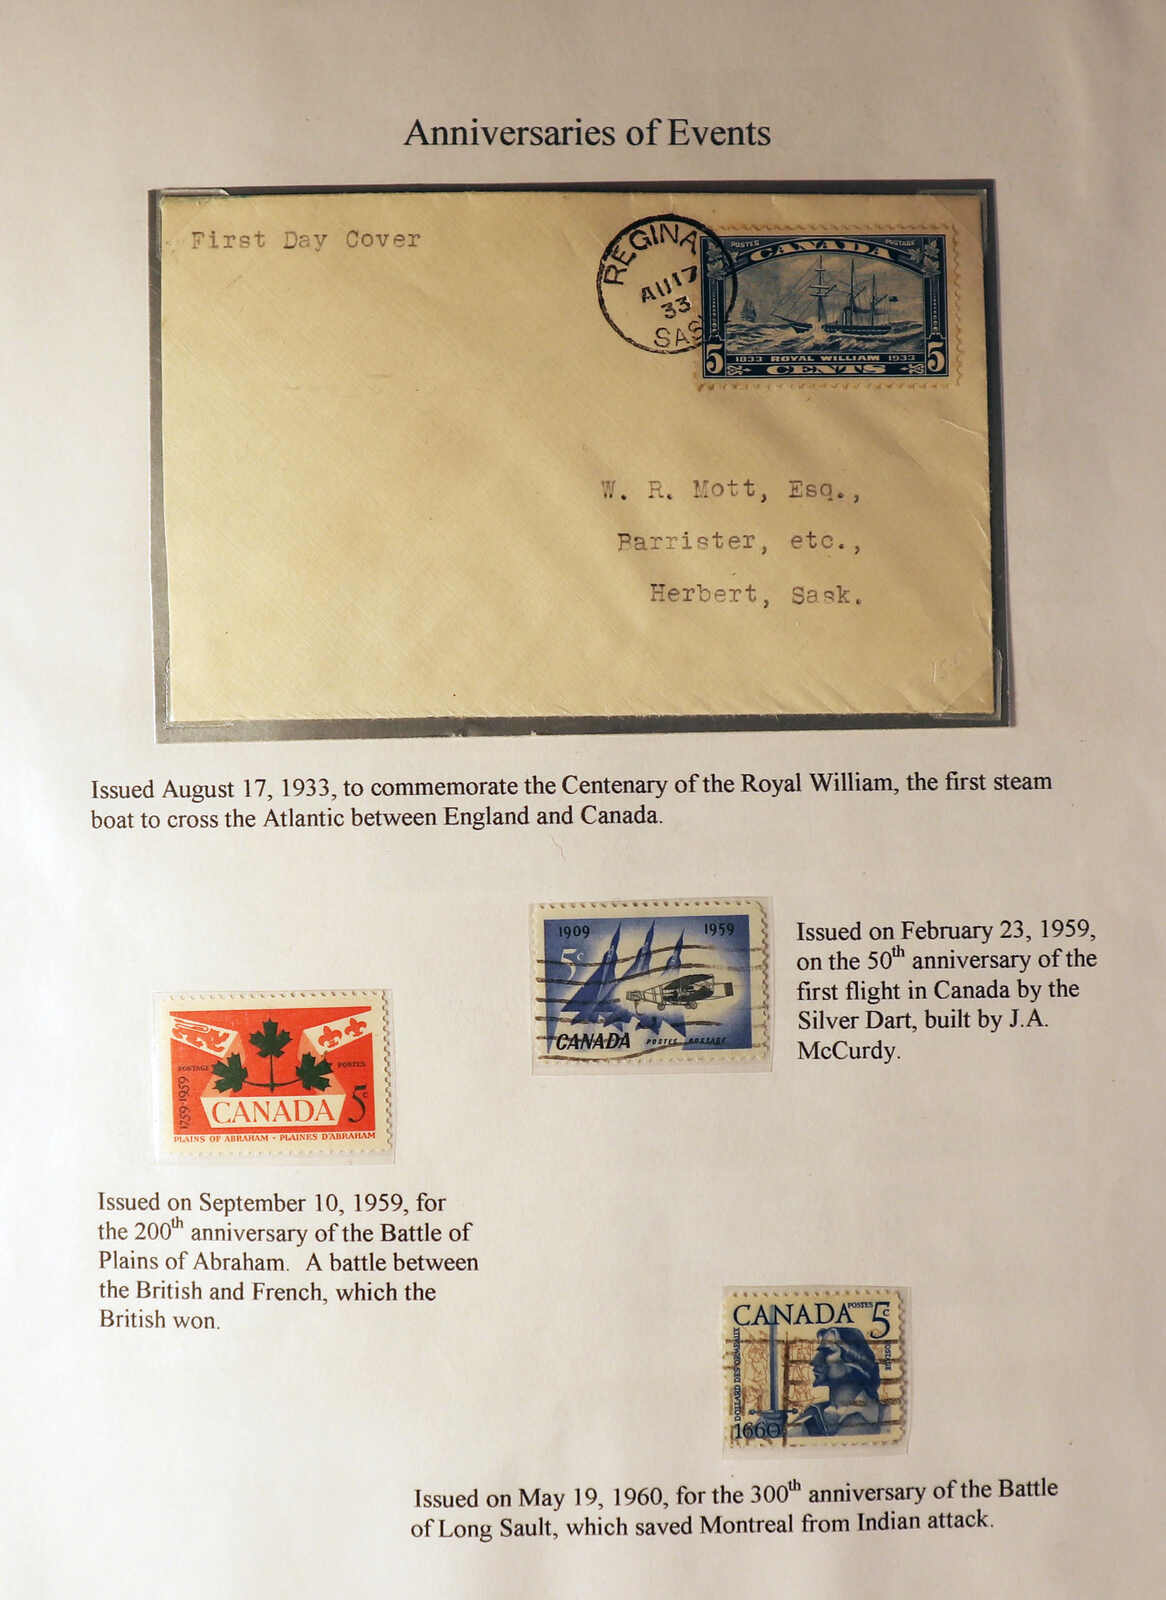 Anniversaries of Events
First Day Cover
REGINA
AU 17
33
SAS
POSTES CANADA POSTAGE
5 1833 ROYAL WILLIAM 1933 5
CENTS
W. R. Mott, Esq.,
Barrister, etc.,
Herbert, Sask.
Issued August 17, 1933, to commemorate the Centenary of the Royal William, the first steam
boat to cross the Atlantic between England and Canada.
1909 1959
5c
CANADA POSTES POSTAGE
Issued on February 23, 1959,
on the 50th anniversary of the
first flight in Canada by the
Silver Dart, built by J.A.
McCurdy.
POSTAGE POSTES
1759-1959
CANADA 5c
PLAINS OF ABRAHAM - PLAINES D'ABRAHAM
Issued on September 10, 1959, for
the 200th anniversary of the Battle of
Plains of Abraham. A battle between
the British and French, which the
British won.
CANADA POSTES 5c
DOLLARD DES ORMEAUX
1660
Issued on May 19, 1960, for the 300th anniversary of the Battle
of Long Sault, which saved Montreal from Indian attack.